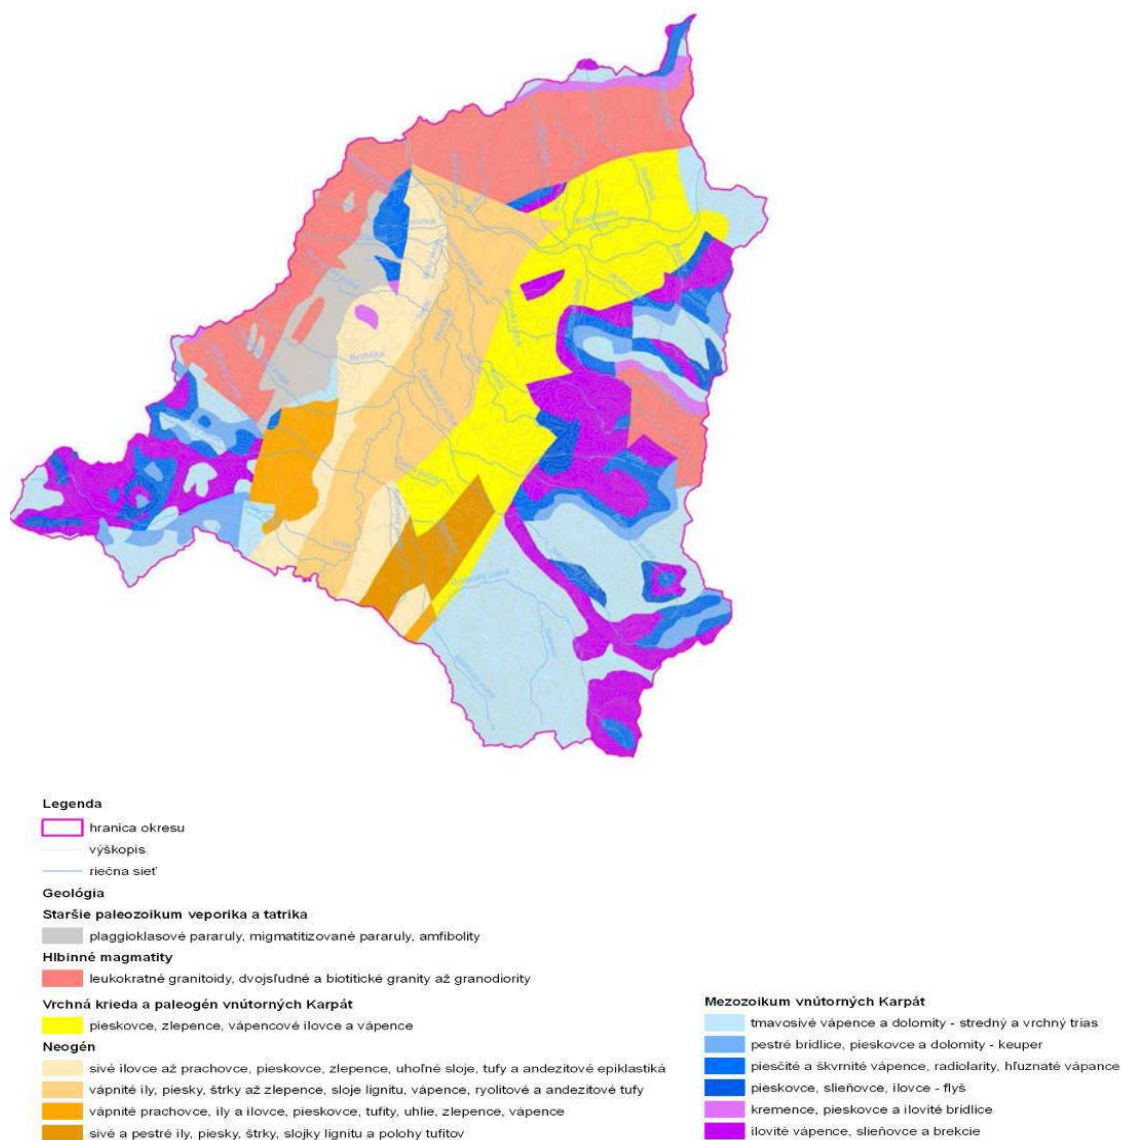 Legenda
hranica okresu
výškopis
riečna sieť
Geológia
Staršie paleozoikum veporika a tatrika
plaggioklasové pararuly, migmatitizované pararuly, amfibolity
Hlbinné magmatity
leukokratné granitoidy, dvojsľudné a biotitické granity až granodiority
Vrchná krieda a paleogén vnútorných Karpát
pieskovce, zlepence, vápencové ílovce a vápence
Neogén
sivé ílovce až prachovce, pieskovce, zlepence, uhoľné sloje, tufy a andezitové epiklastiká
vápnité íly, piesky, štrky až zlepence, sloje lignitu, vápence, ryolitové a andezitové tufy
vápnité prachovce, íly a ílovce, pieskovce, tufity, uhlie, zlepence, vápence
sivé a pestré íly, piesky, štrky, slojky lignitu a polohy tufitov
Mezozoikum vnútorných Karpát
tmavosivé vápence a dolomity - stredný a vrchný trias
pestré bridlice, pieskovce a dolomity - keuper
piesčité a škvrnité vápence, radiolarity, hľuznaté vápance
pieskovce, slieňovce, ílovce - flyš
kremence, pieskovce a ílovité bridlice
ílovité vápence, slieňovce a brekcie